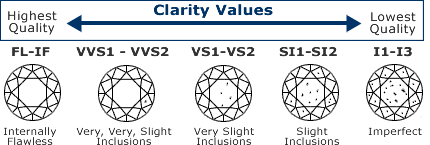 Highest Quality
Clarity Values
Lowest Quality
FL-IF
VVS1 - VVS2
VS1-VS2
SI1-SI2
I1-I3
Internally Flawless
Very, Very, Slight Inclusions
Very Slight Inclusions
Slight Inclusions
Imperfect